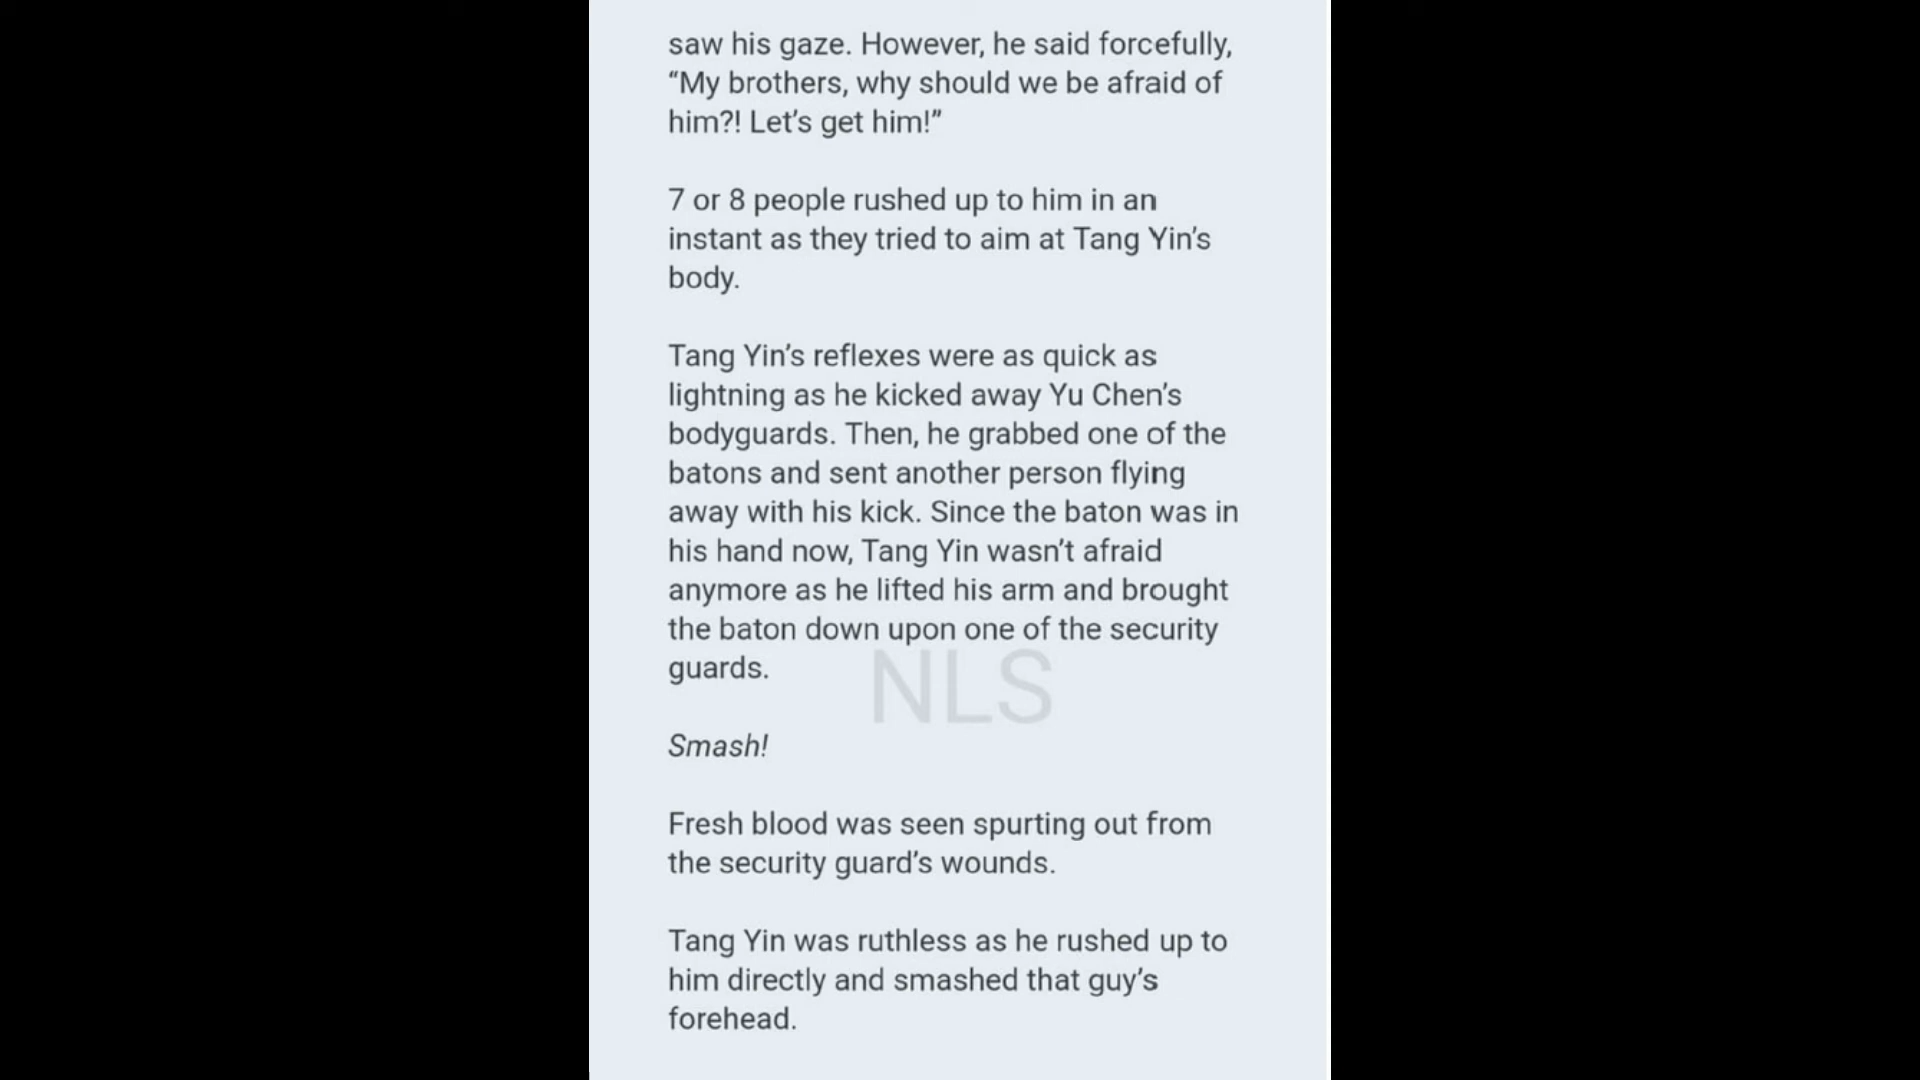 saw his gaze. However, he said forcefully,
“My brothers, why should we be afraid of
him?! Let’s get him!”
7 or 8 people rushed up to him in an
instant as they tried to aim at Tang Yin’s
body.
Tang Yin’s reflexes were as quick as
lightning as he kicked away Yu Chen’s
bodyguards. Then, he grabbed one of the
batons and sent another person flying
away with his kick. Since the baton was in
his hand now, Tang Yin wasn’t afraid
anymore as he lifted his arm and brought
the baton down upon one of the security
guards.
NLS
Smash!
Fresh blood was seen spurting out from
the security guard’s wounds.
Tang Yin was ruthless as he rushed up to
him directly and smashed that guy’s
forehead.